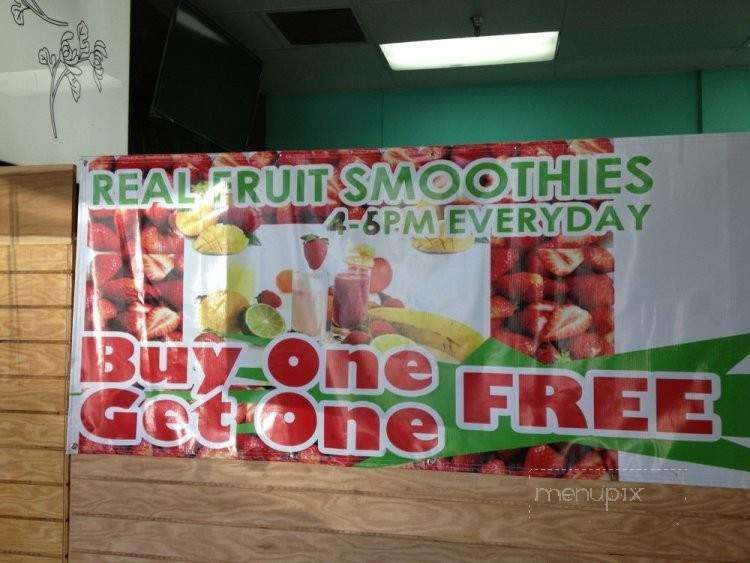 REAL FRUIT SMOOTHIES
4-6PM EVERYDAY
Buy One
Get One FREE
menupix